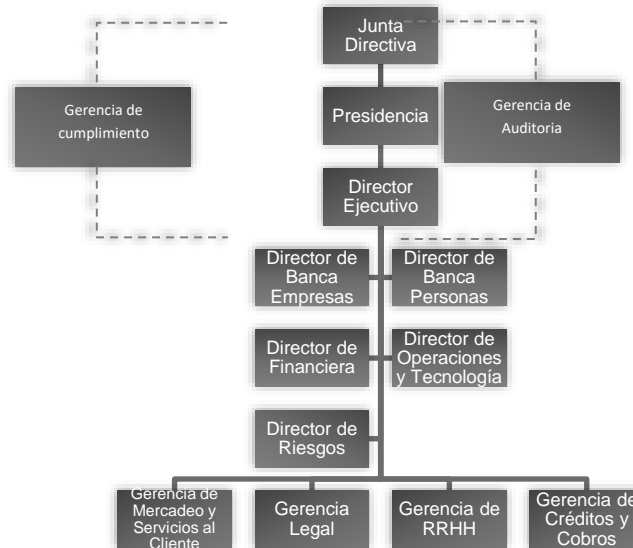 Junta
Directiva
Gerencia de
cumplimiento
Presidencia
Gerencia de
Auditoria
Director
Ejecutivo
Director de
Banca
Empresas
Director de
Banca
Personas
Director de
Financiera
Director de
Operaciones
y Tecnología
Director de
Riesgos
Gerencia de
Mercadeo y
Servicios al
Cliente
Gerencia
Legal
Gerencia de
RRHH
Gerencia de
Créditos y
Cobros